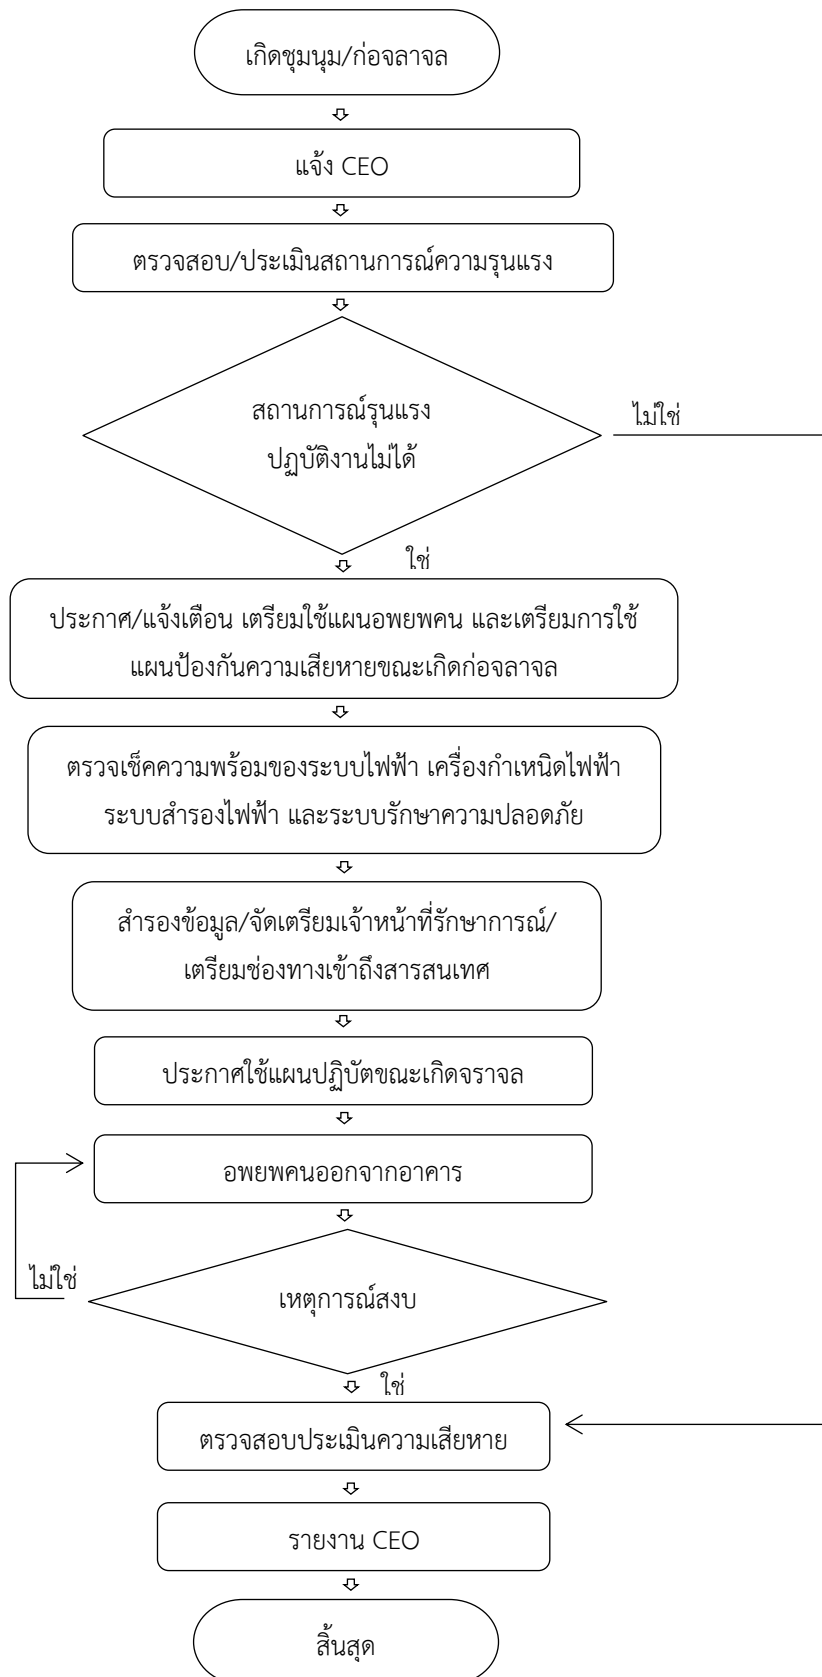 เกิดชุมนุม/ก่อจลาจล
แจ้ง CEO
ตรวจสอบ/ประเมินสถานการณ์ความรุนแรง
สถานการณ์รุนแรง
ปฏบัติงานไม่ได้
ไม่ใช่
ใช่
ประกาศ/แจ้งเตือน เตรียมใช้แผนอพยพคน และเตรียมการใช้
แผนป้องกันความเสียหายขณะเกิดก่อจลาจล
ตรวจเช็คความพร้อมของระบบไฟฟ้า เครื่องกำเหนิดไฟฟ้า
ระบบสำรองไฟฟ้า และระบบรักษาความปลอดภัย
สำรองข้อมูล/จัดเตรียมเจ้าหน้าที่รักษาการณ์/
เตรียมช่องทางเข้าถึงสารสนเทศ
ประกาศใช้แผนปฏิบัตขณะเกิดจราจล
อพยพคนออกจากอาคาร
ไม่ใช่
เหตุการณ์สงบ
ใช่
ตรวจสอบประเมินความเสียหาย
รายงาน CEO
สิ้นสุด